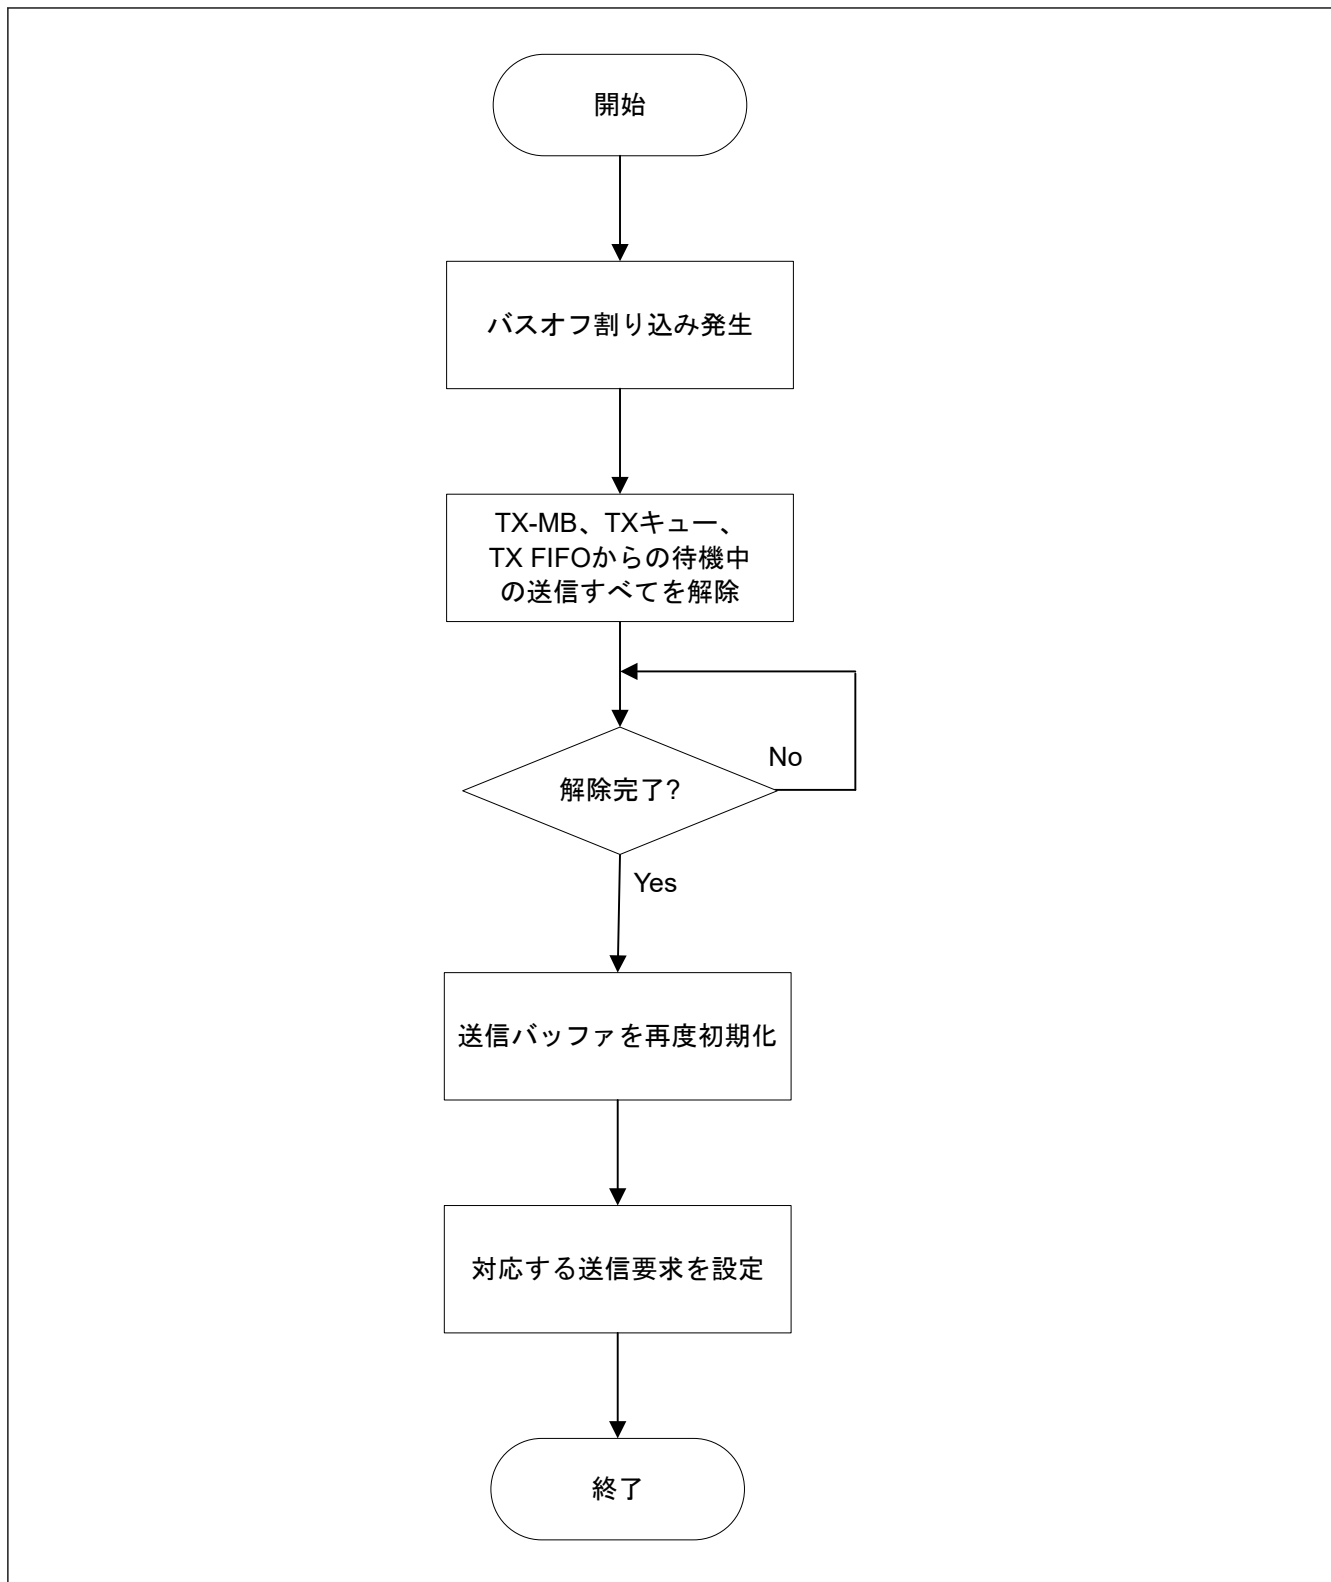 開始
バスオフ割り込み発生
TX-MB、TXキュー、
TX FIFOからの待機中
の送信すべてを解除
No
解除完了?
Yes
送信バッファを再度初期化
対応する送信要求を設定
終了